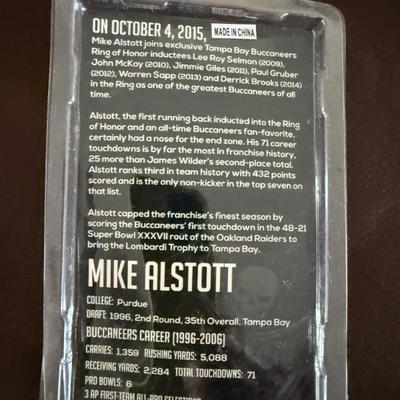 ON OCTOBER 4, 2015, MADE IN CHINA
Mike Alstott joins exclusive Tampa Bay Buccaneers
Ring of Honor inductees Lee Roy Selmon (2009),
John McKay (2010), Jimmie Giles (2011), Paul Gruber
(2012), Warren Sapp (2013) and Derrick Brooks (2014)
in the Ring as one of the greatest Buccaneers of all
time.
Alstott, the first running back inducted into the Ring
of Honor and an all-time Buccaneers fan-favorite,
certainly had a nose for the end zone. His 71 career
touchdowns is by far the most in franchise history,
25 more than James Wilder's second-place total.
Alstott ranks third in team history with 432 points
scored and is the only non-kicker in the top seven on
that list.
Alstott capped the franchise's finest season by
scoring the Buccaneers' first touchdown in the 48-21
Super Bowl XXXVII rout of the Oakland Raiders to
bring the Lombardi Trophy to Tampa Bay.
MIKE ALSTOTT
COLLEGE: Purdue
DRAFT: 1996, 2nd Round, 35th Overall, Tampa Bay
BUCCANEERS CAREER (1996-2006)
CARRIES: 1,359 RUSHING YARDS: 5,088
RECEIVING YARDS: 2,284 TOTAL TOUCHDOWNS: 71
PRO BOWLS: 6
3 AP FIRST-TEAM ALL-PRO SELECTIONS